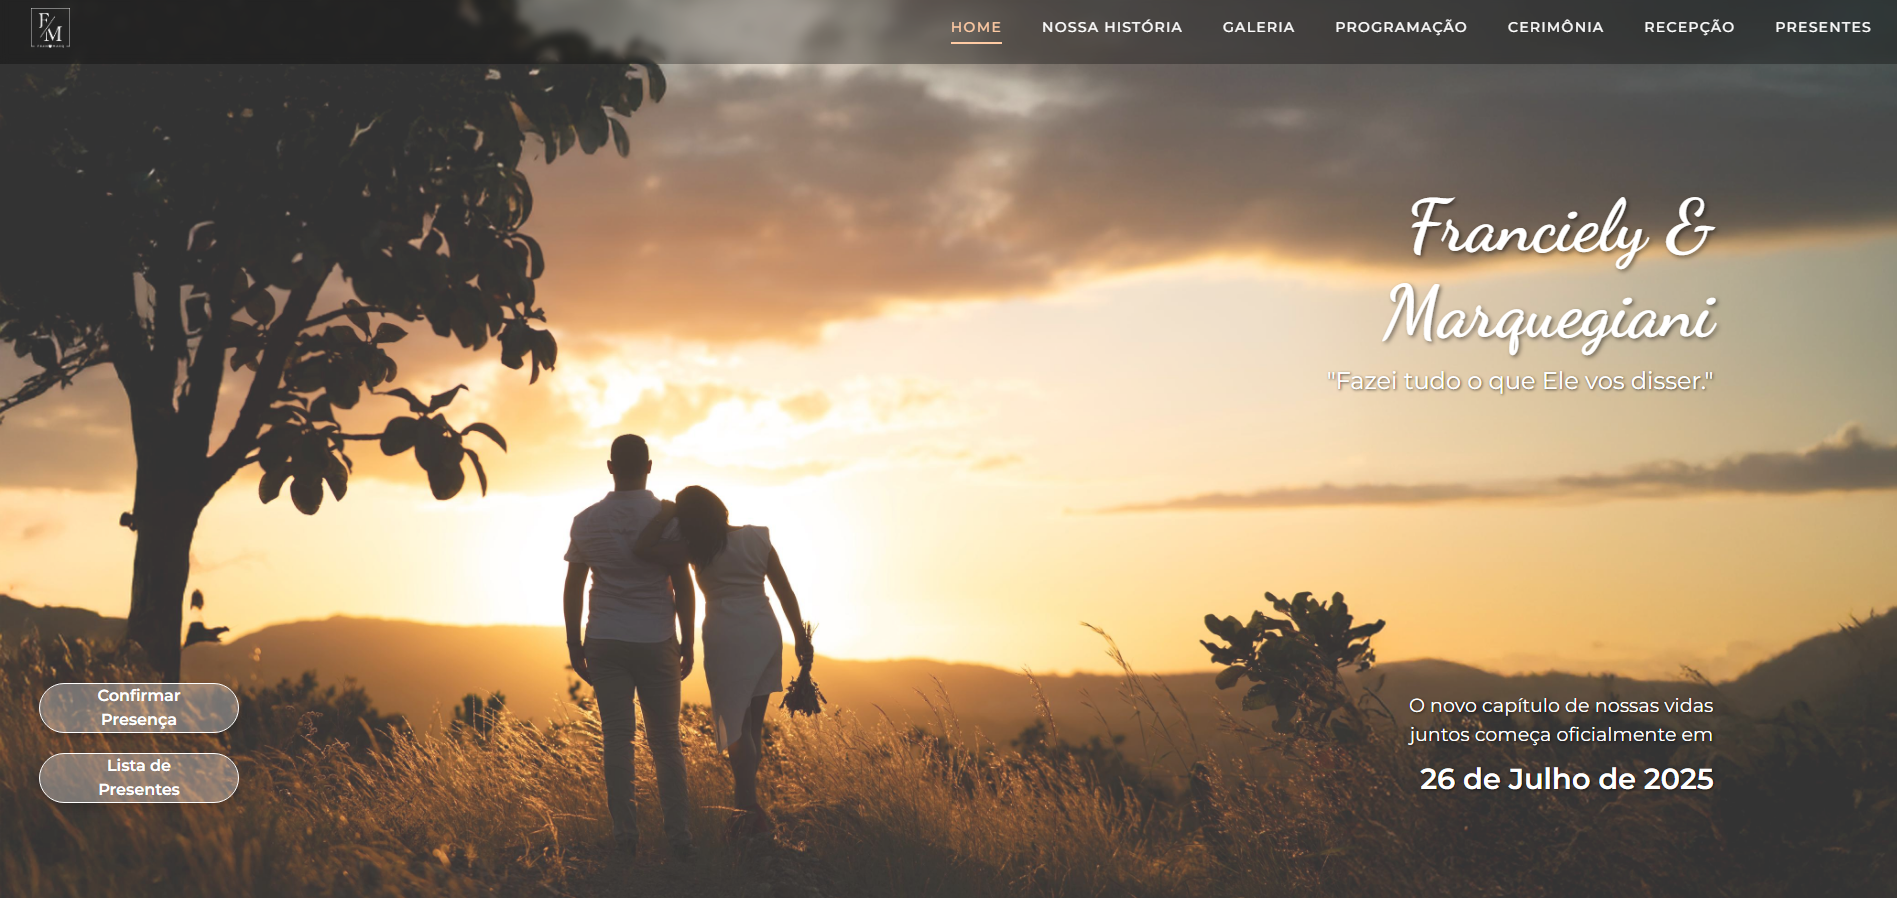 F
M
HOME NOSSA HISTÓRIA GALERIA PROGRAMAÇÃO CERIMÔNIA RECEPÇÃO PRESENTES
Franciely &
Marquegiani
"Fazei tudo o que Ele vos disser."
Confirmar
Presença
Lista de
Presentes
O novo capítulo de nossas vidas
juntos começa oficialmente em
26 de Julho de 2025